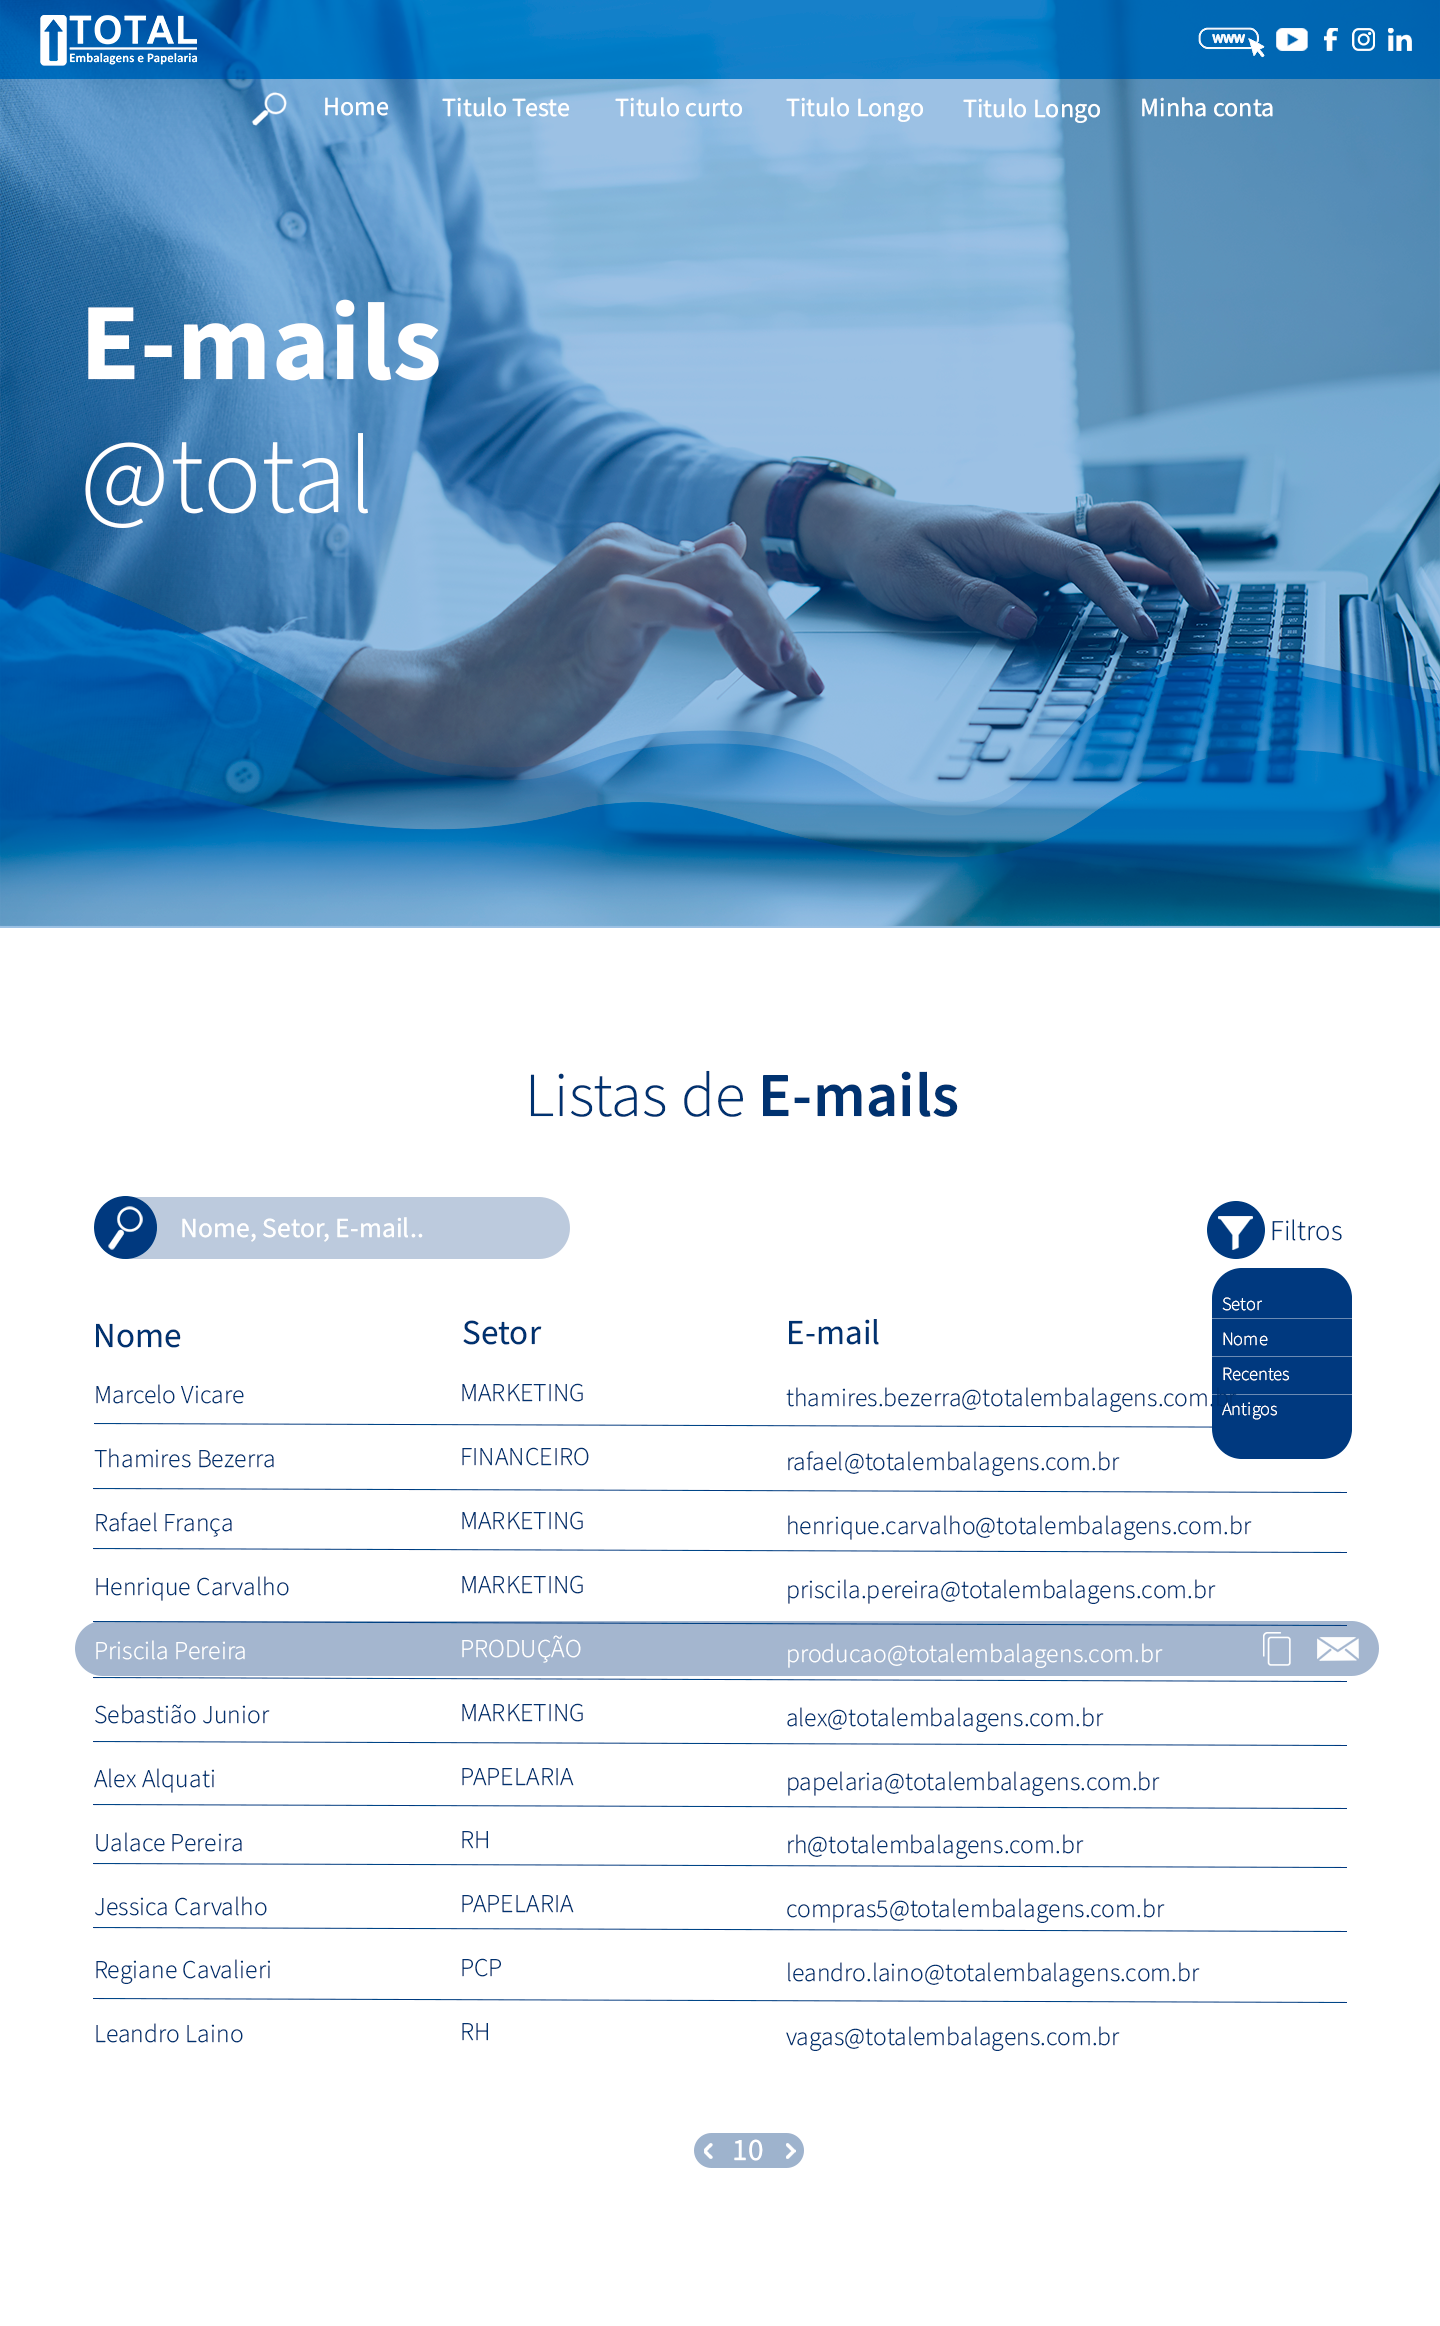 TOTAL
Embalagens e Papelaria
www
Home Titulo Teste Titulo curto Titulo Longo Titulo Longo Minha conta
E-mails
@total
Listas de E-mails
Nome, Setor, E-mail..
Filtros
Setor
Nome
Recentes
Antigos
Nome Setor E-mail
Marcelo Vicare MARKETING thamires.bezerra@totalembalagens.com.
Thamires Bezerra FINANCEIRO rafael@totalembalagens.com.br
Rafael França MARKETING henrique.carvalho@totalembalagens.com.br
Henrique Carvalho MARKETING priscila.pereira@totalembalagens.com.br
Priscila Pereira PRODUÇÃO producao@totalembalagens.com.br
Sebastião Junior MARKETING alex@totalembalagens.com.br
Alex Alquati PAPELARIA papelaria@totalembalagens.com.br
Ualace Pereira RH rh@totalembalagens.com.br
Jessica Carvalho PAPELARIA compras5@totalembalagens.com.br
Regiane Cavalieri PCP leandro.laino@totalembalagens.com.br
Leandro Laino RH vagas@totalembalagens.com.br
10